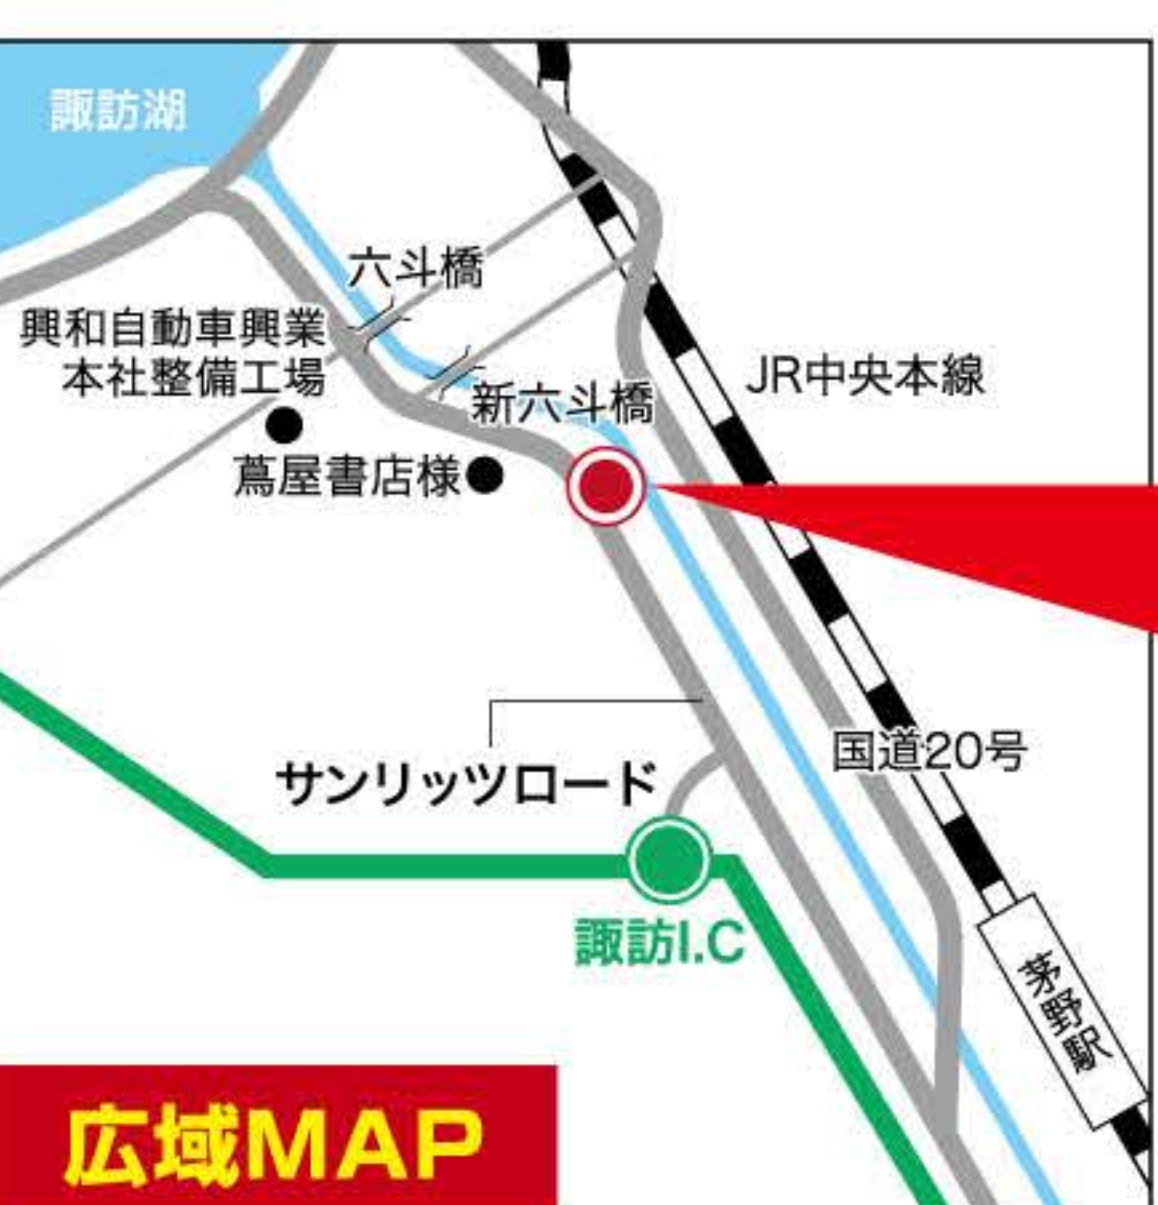 諏訪湖
六斗橋
興和自動車興業
本社整備工場
JR中央本線
新六斗橋
蔦屋書店様
国道20号
サンリッツロード
諏訪I.C
茅野駅
広域MAP